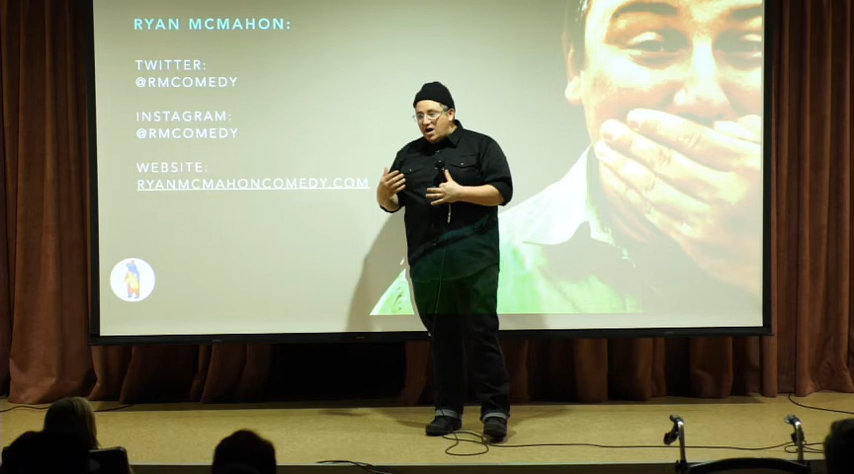 RYAN MCMAHON:
TWITTER:
@RMCOMEDY
INSTAGRAM:
@RMCOMEDY
WEBSITE:
RYANMCMAHONCOMEDY.COM